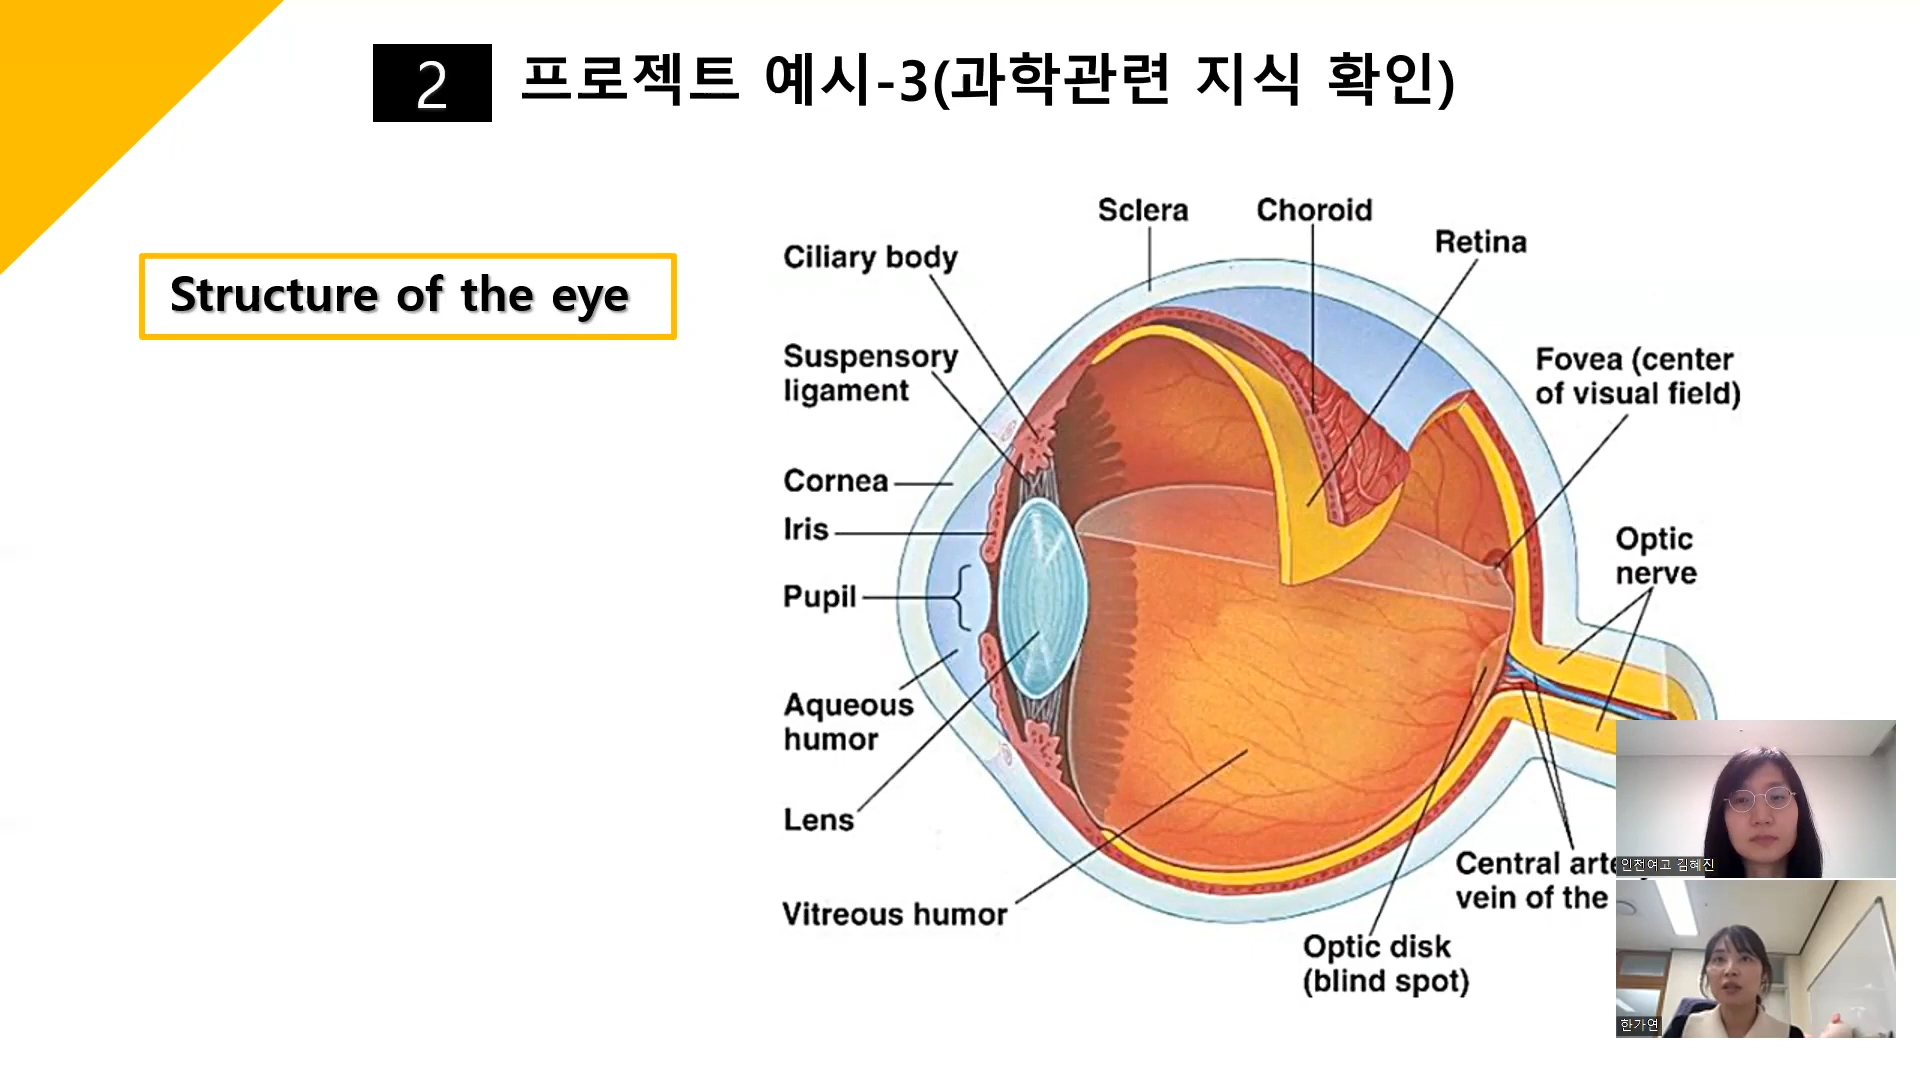 2
프로젝트 예시-3(과학관련 지식 확인)
Structure of the eye
Sclera
Choroid
Retina
Ciliary body
Suspensory
ligament
Fovea (center
of visual field)
Cornea
Iris
Optic
nerve
Pupil
Aqueous
humor
Lens
Central
vein of the
Vitreous humor
Optic disk
(blind spot)
인천여고 김혜진
한가연